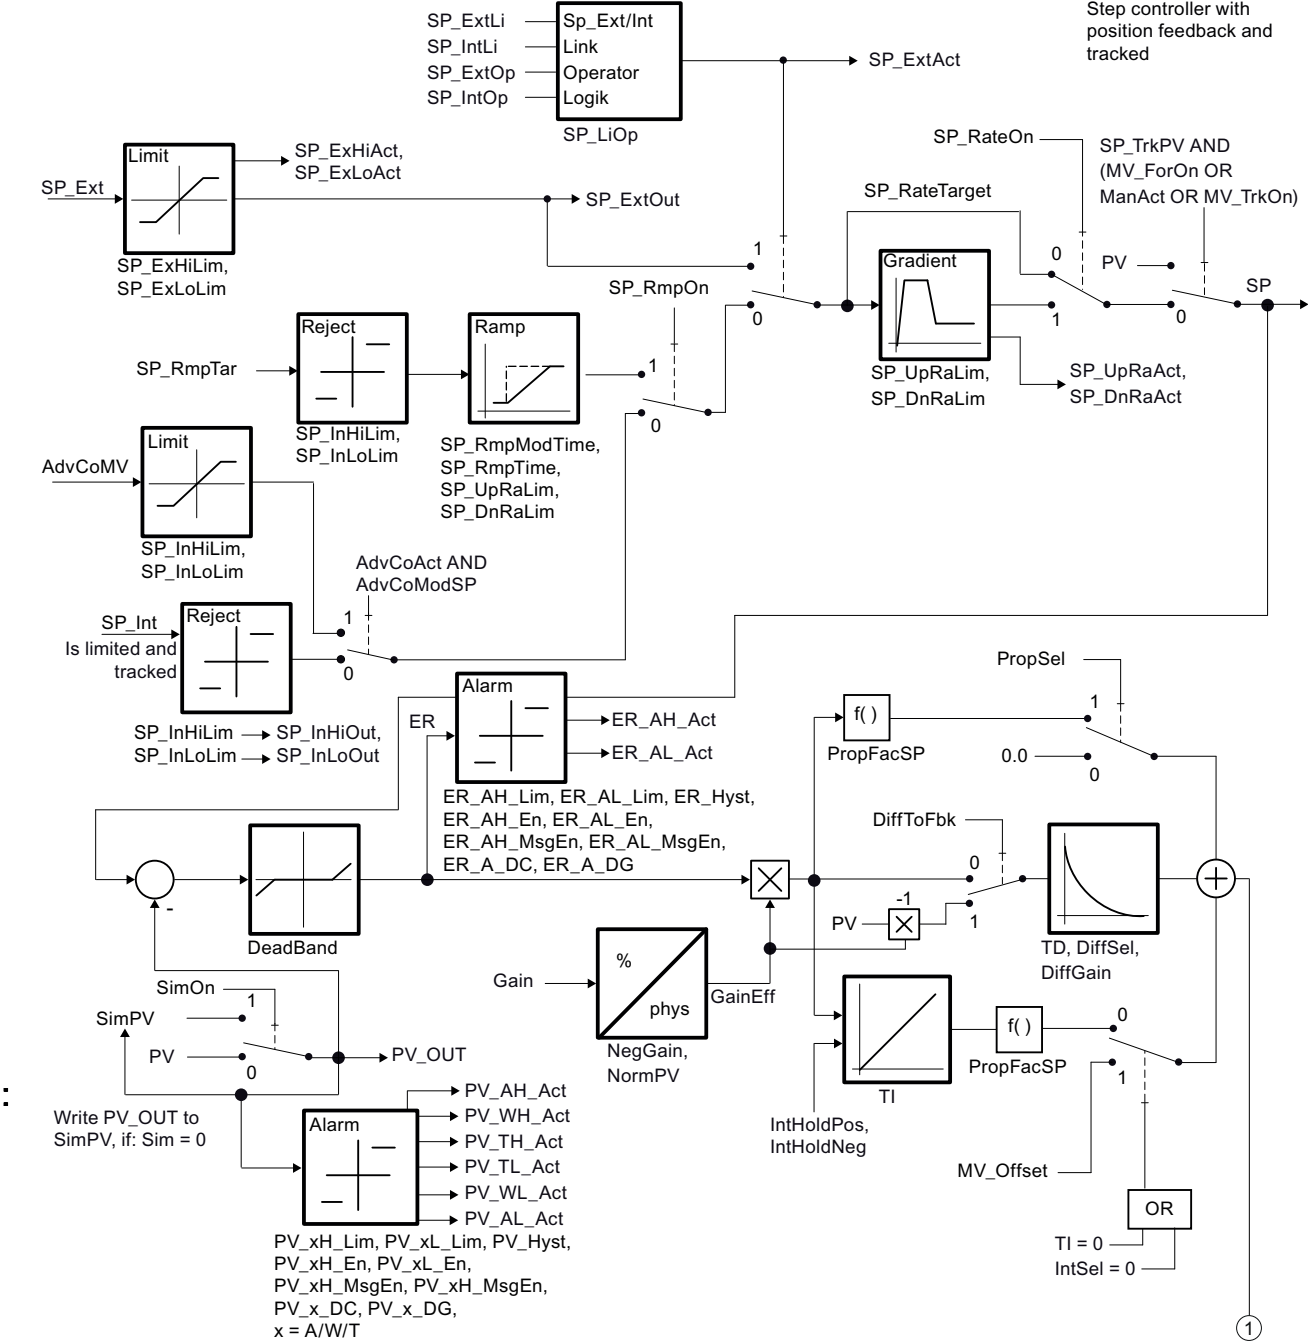 Step controller with
position feedback and
tracked
SP_ExtLi
SP_IntLi
SP_ExtOp
SP_IntOp
Sp_Ext/Int
Link
Operator
Logik
SP_LiOp
SP_ExtAct
SP_RateOn
SP_TrkPV AND
(MV_ForOn OR
ManAct OR MV_TrkOn)
Limit
SP_Ext
SP_ExHiAct,
SP_ExLoAct
SP_ExtOut
SP_ExHiLim,
SP_ExLoLim
SP_RateTarget
1
0
Gradient
0
1
PV
0
SP
SP_UpRaLim,
SP_DnRaLim
SP_UpRaAct,
SP_DnRaAct
SP_RmpOn
1
0
SP_RmpTar
Reject
SP_InHiLim,
SP_InLoLim
Ramp
SP_RmpModTime,
SP_RmpTime,
SP_UpRaLim,
SP_DnRaLim
AdvCoMV
Limit
SP_InHiLim,
SP_InLoLim
AdvCoAct AND
AdvCoModSP
1
0
SP_Int
Is limited and
tracked
Reject
SP_InHiLim
SP_InHiOut,
SP_InLoLim
SP_InLoOut
ER
Alarm
ER_AH_Act
ER_AL_Act
ER_AH_Lim, ER_AL_Lim, ER_Hyst,
ER_AH_En, ER_AL_En,
ER_AH_MsgEn, ER_AL_MsgEn,
ER_A_DC, ER_A_DG
PropSel
f( )
PropFacSP
1
0.0
0
DiffToFbk
0
1
-1
PV
TD, DiffSel,
DiffGain
-
DeadBand
Gain
%
phys
GainEff
NegGain,
NormPV
SimOn
1
SimPV
PV
0
PV_OUT
Write PV_OUT to
SimPV, if: Sim = 0
:
TI
IntHoldPos,
IntHoldNeg
f( )
PropFacSP
0
1
MV_Offset
OR
TI = 0
IntSel = 0
Alarm
PV_AH_Act
PV_WH_Act
PV_TH_Act
PV_TL_Act
PV_WL_Act
PV_AL_Act
PV_xH_Lim, PV_xL_Lim, PV_Hyst,
PV_xH_En, PV_xL_En,
PV_xH_MsgEn, PV_xH_MsgEn,
PV_x_DC, PV_x_DG,
x = A/W/T
1